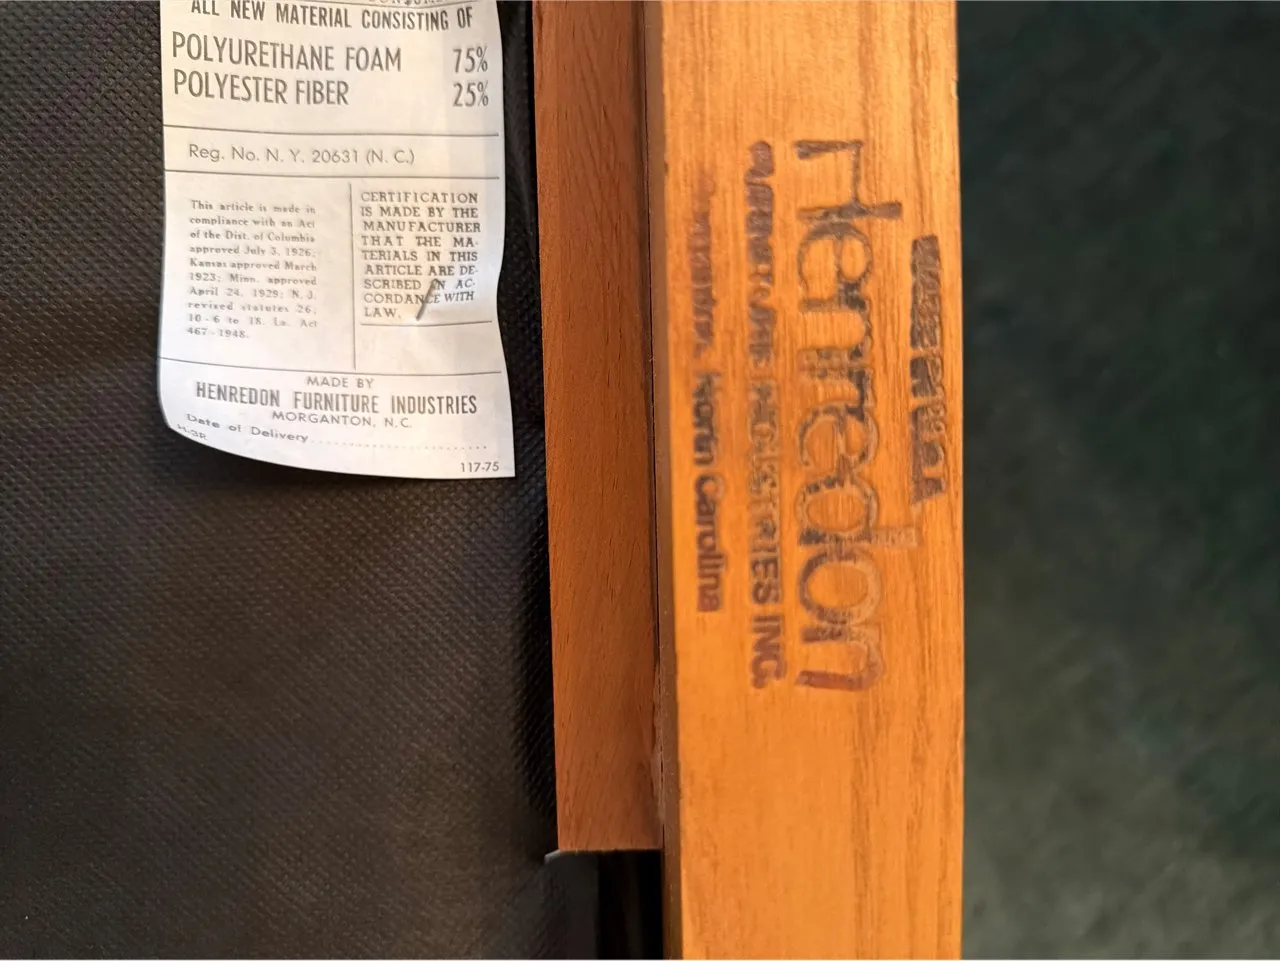 ALL NEW MATERIAL CONSISTING OF
POLYURETHANE FOAM 75%
POLYESTER FIBER 25%
Reg. No. N. Y. 20631 (N. C.)
This article is made in
compliance with an Act
of the Dist. of Columbia
approved July 3, 1926;
Kansas approved March
1923; Minn. approved
April 24, 1929; N. J.
revised statutes 26;
10-6 to 18. La. Act
467-1948.
CERTIFICATION
IS MADE BY THE
MANUFACTURER
THAT THE MA-
TERIALS IN THIS
ARTICLE ARE DE-
SCRIBED IN AC-
CORDANCE WITH
LAW.
MADE BY
HENREDON FURNITURE INDUSTRIES
MORGANTON, N.C.
Date of Delivery
H-3R
117-75
Henredon
FURNITURE INDUSTRIES INC.
Morganton, North Carolina